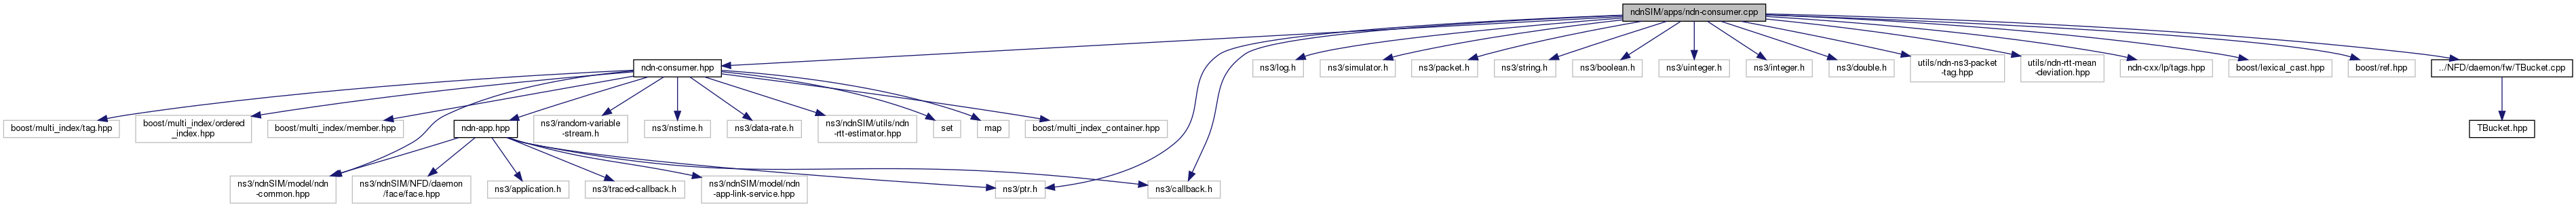 ndnSIM/apps/ndn-consumer.cpp
ndn-consumer.hpp
ns3/log.h
ns3/simulator.h
ns3/packet.h
ns3/string.h
ns3/boolean.h
ns3/uinteger.h
ns3/integer.h
ns3/double.h
utils/ndn-ns3-packet
-tag.hpp
utils/ndn-rtt-mean
-deviation.hpp
ndn-cxx/lp/tags.hpp
boost/lexical_cast.hpp
boost/ref.hpp
../NFD/daemon/fw/TBucket.cpp
boost/multi_index/tag.hpp
boost/multi_index/ordered
_index.hpp
boost/multi_index/member.hpp
ndn-app.hpp
ns3/random-variable
-stream.h
ns3/nstime.h
ns3/data-rate.h
ns3/ndnSIM/utils/ndn
-rtt-estimator.hpp
set
map
boost/multi_index_container.hpp
TBucket.hpp
ns3/ndnSIM/model/ndn
-common.hpp
ns3/ndnSIM/NFD/daemon
/face/face.hpp
ns3/application.h
ns3/traced-callback.h
ns3/ndnSIM/model/ndn
-app-link-service.hpp
ns3/ptr.h
ns3/callback.h